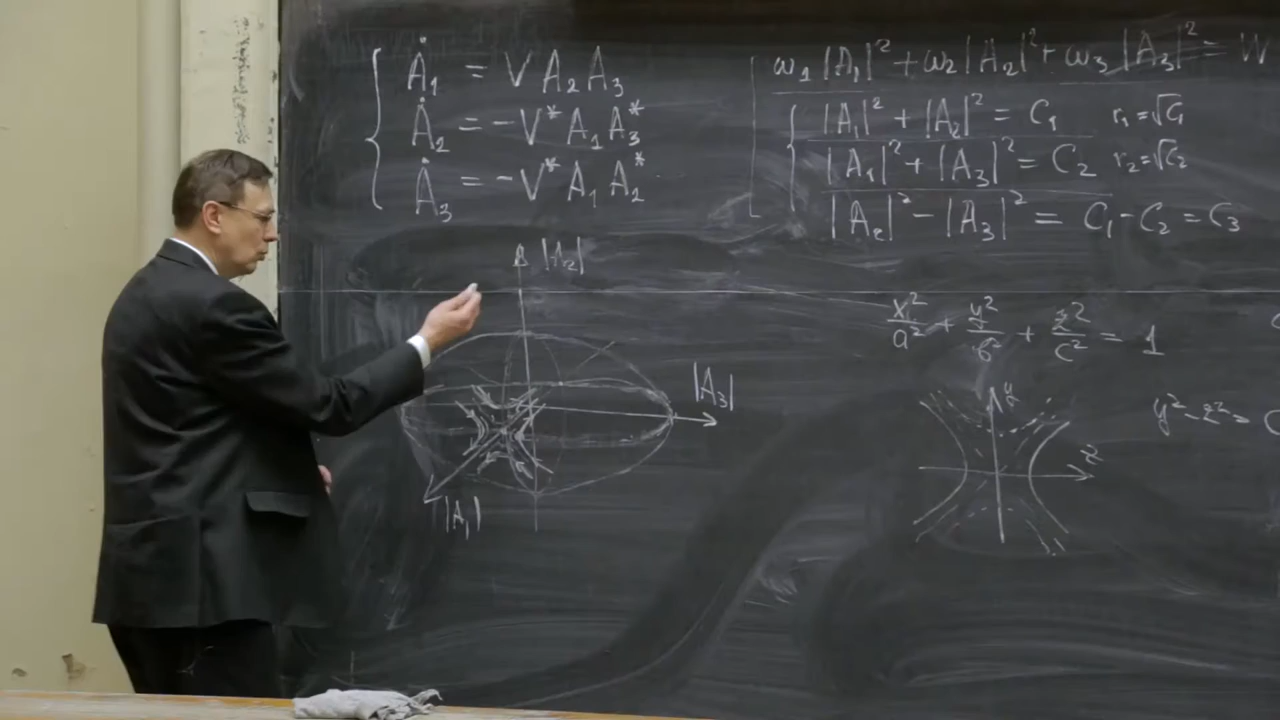 Ȧ₁ = V A₂ A₃
Ȧ₂ = -V* A₁ A₃*
Ȧ₃ = -V* A₁ A₂*
ω₁|A₁|² + ω₂|A₂|² + ω₃|A₃|² = W
|A₁|² + |A₂|² = C₁ r₁ = √C₁
|A₁|² + |A₃|² = C₂ r₂ = √C₂
|A₂|² - |A₃|² = C₁ - C₂ = C₃
|A₂|
|A₃|
|A₁|
x²/a² + y²/b² + z²/c² = 1
y
z
y² - z² = C